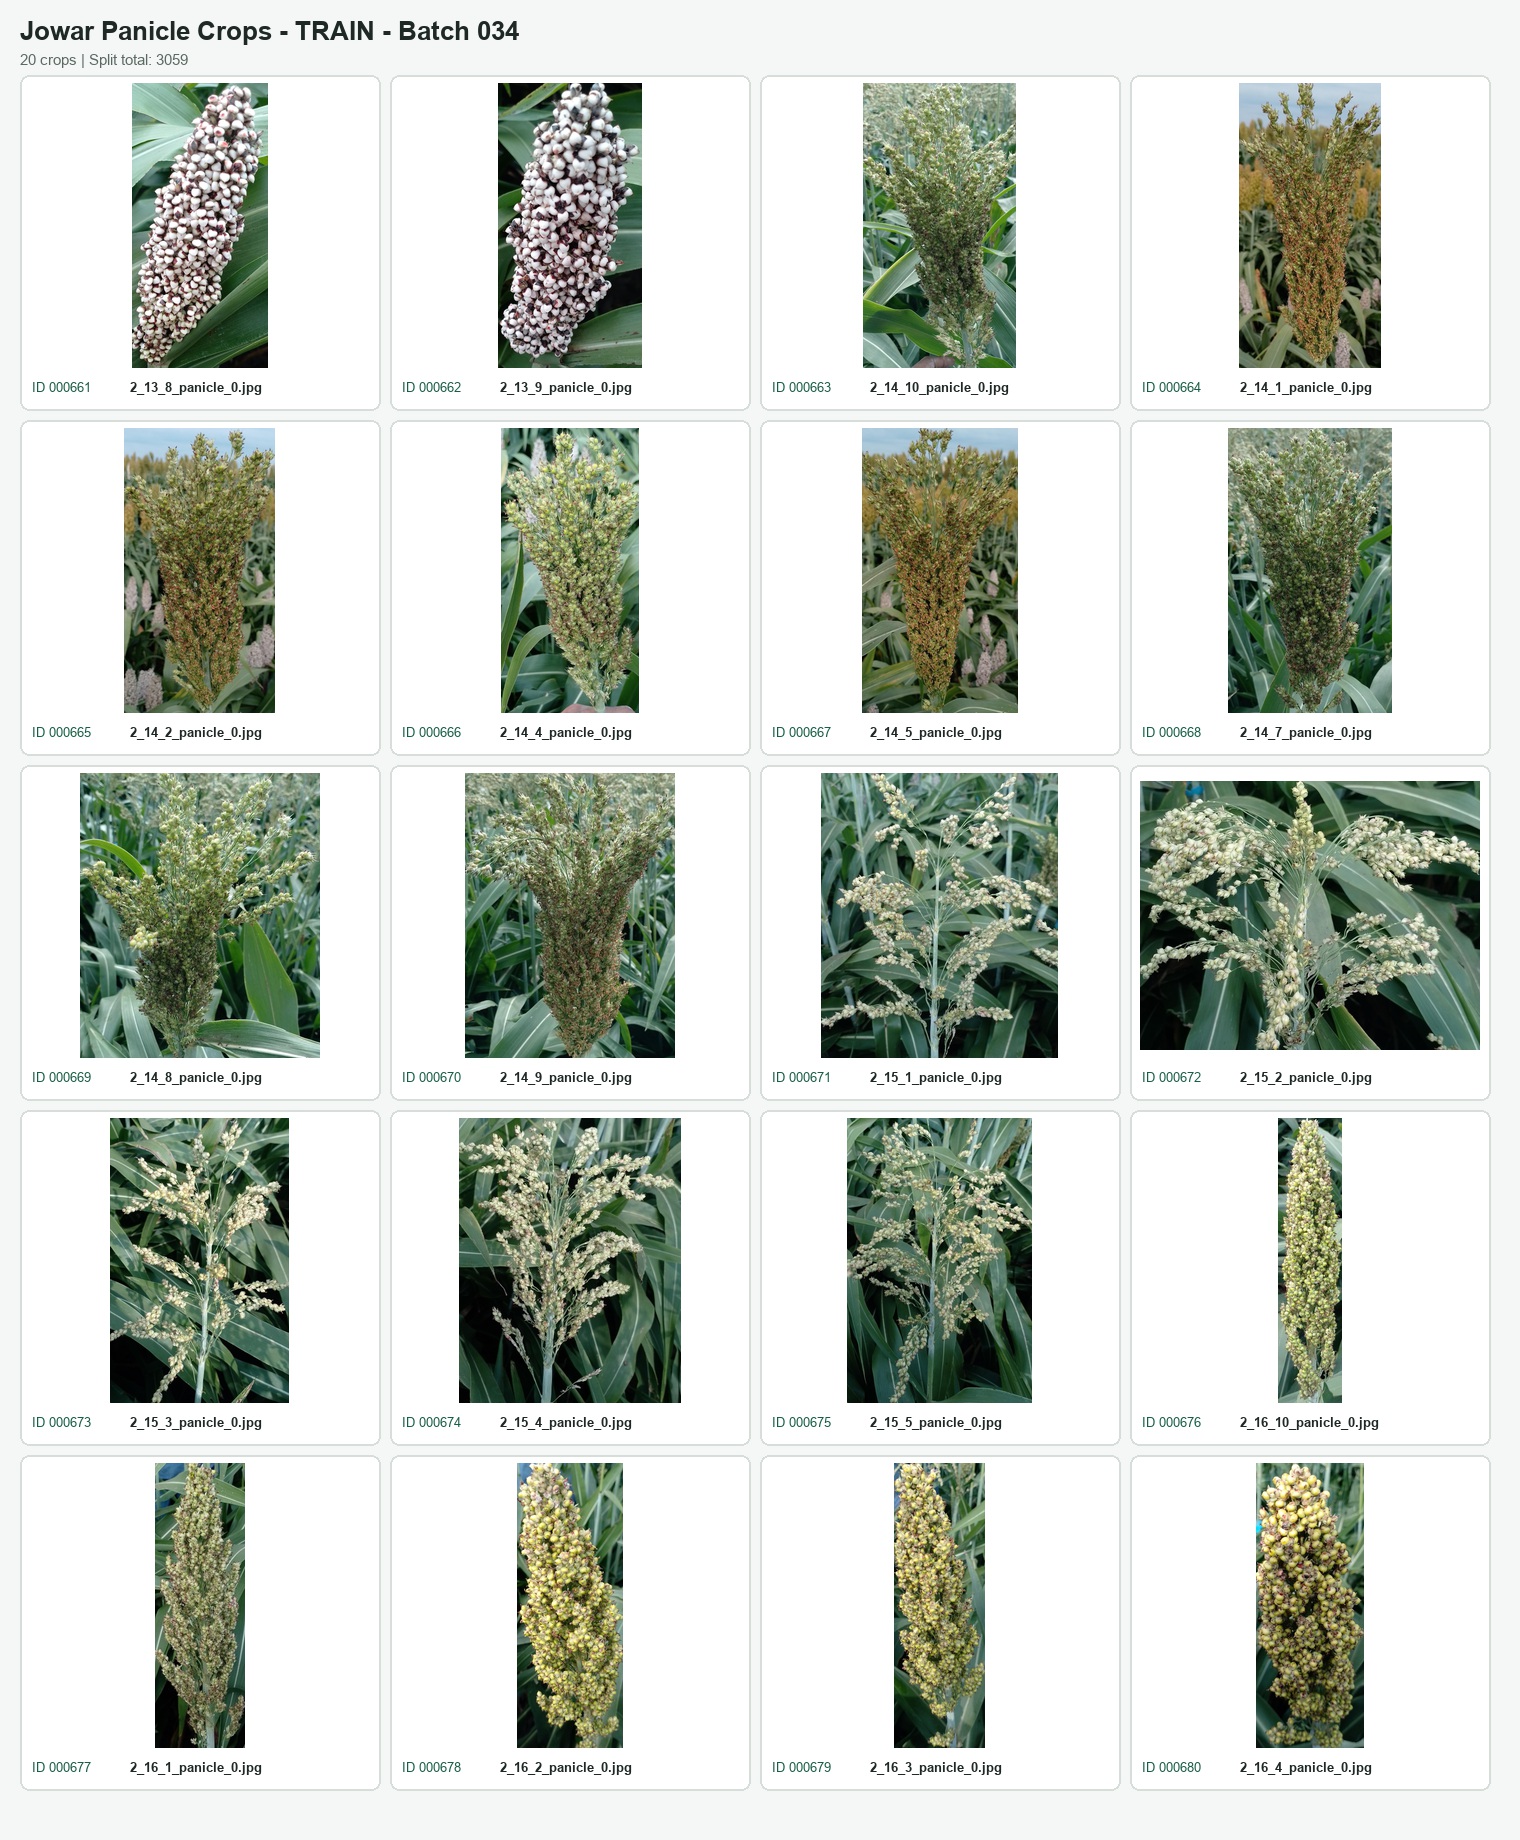 Jowar Panicle Crops - TRAIN - Batch 034
20 crops | Split total: 3059
ID 000661 2_13_8_panicle_0.jpg
ID 000662 2_13_9_panicle_0.jpg
ID 000663 2_14_10_panicle_0.jpg
ID 000664 2_14_1_panicle_0.jpg
ID 000665 2_14_2_panicle_0.jpg
ID 000666 2_14_4_panicle_0.jpg
ID 000667 2_14_5_panicle_0.jpg
ID 000668 2_14_7_panicle_0.jpg
ID 000669 2_14_8_panicle_0.jpg
ID 000670 2_14_9_panicle_0.jpg
ID 000671 2_15_1_panicle_0.jpg
ID 000672 2_15_2_panicle_0.jpg
ID 000673 2_15_3_panicle_0.jpg
ID 000674 2_15_4_panicle_0.jpg
ID 000675 2_15_5_panicle_0.jpg
ID 000676 2_16_10_panicle_0.jpg
ID 000677 2_16_1_panicle_0.jpg
ID 000678 2_16_2_panicle_0.jpg
ID 000679 2_16_3_panicle_0.jpg
ID 000680 2_16_4_panicle_0.jpg